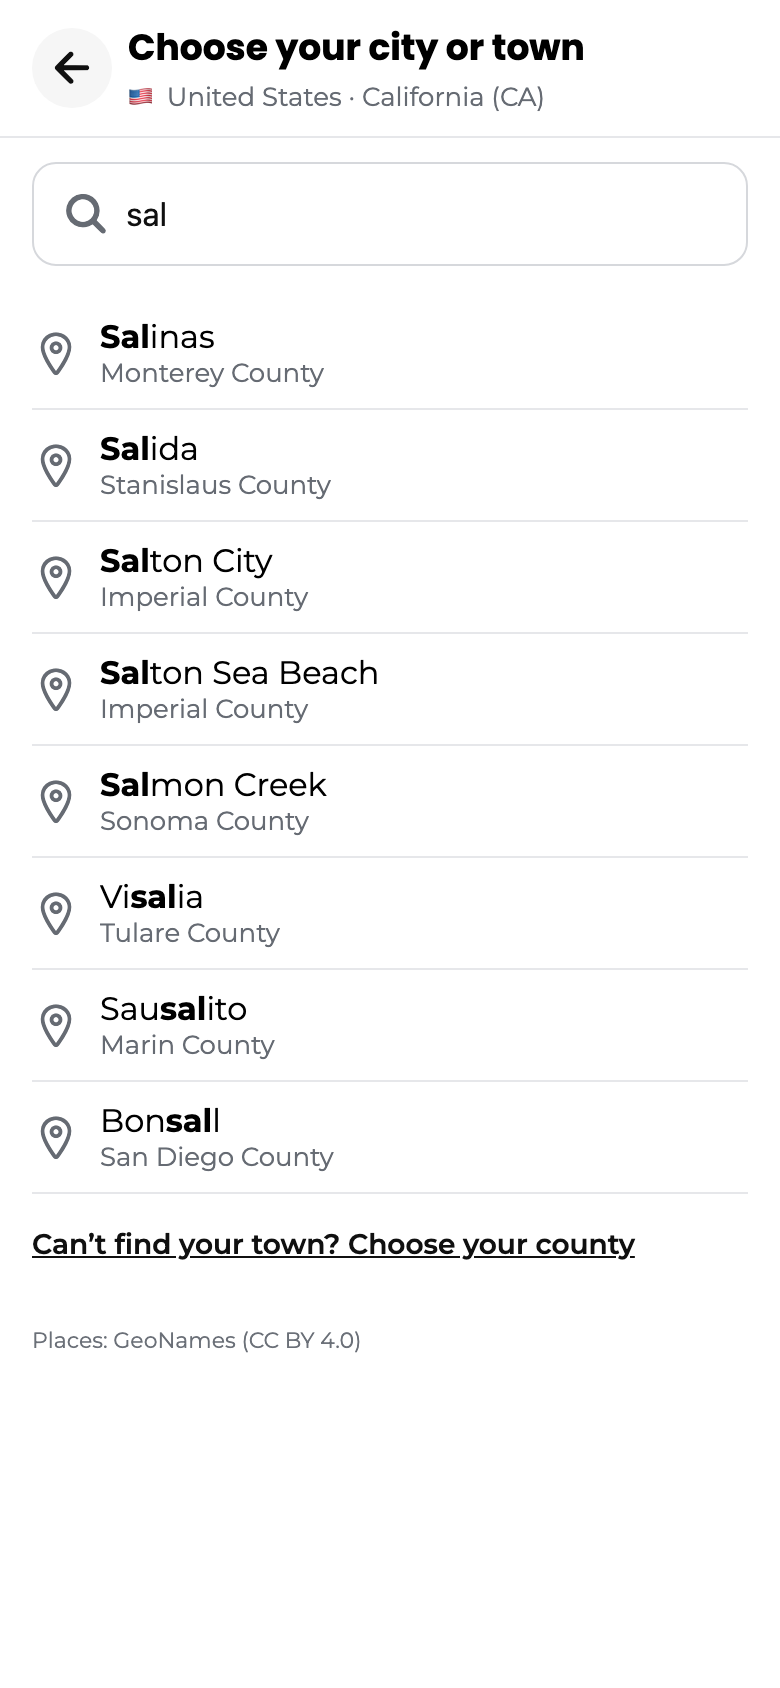 Choose your city or town
United States · California (CA)
sal
Salinas
Monterey County
Salida
Stanislaus County
Salton City
Imperial County
Salton Sea Beach
Imperial County
Salmon Creek
Sonoma County
Visalia
Tulare County
Sausalito
Marin County
Bonsall
San Diego County
Can’t find your town? Choose your county
Places: GeoNames (CC BY 4.0)